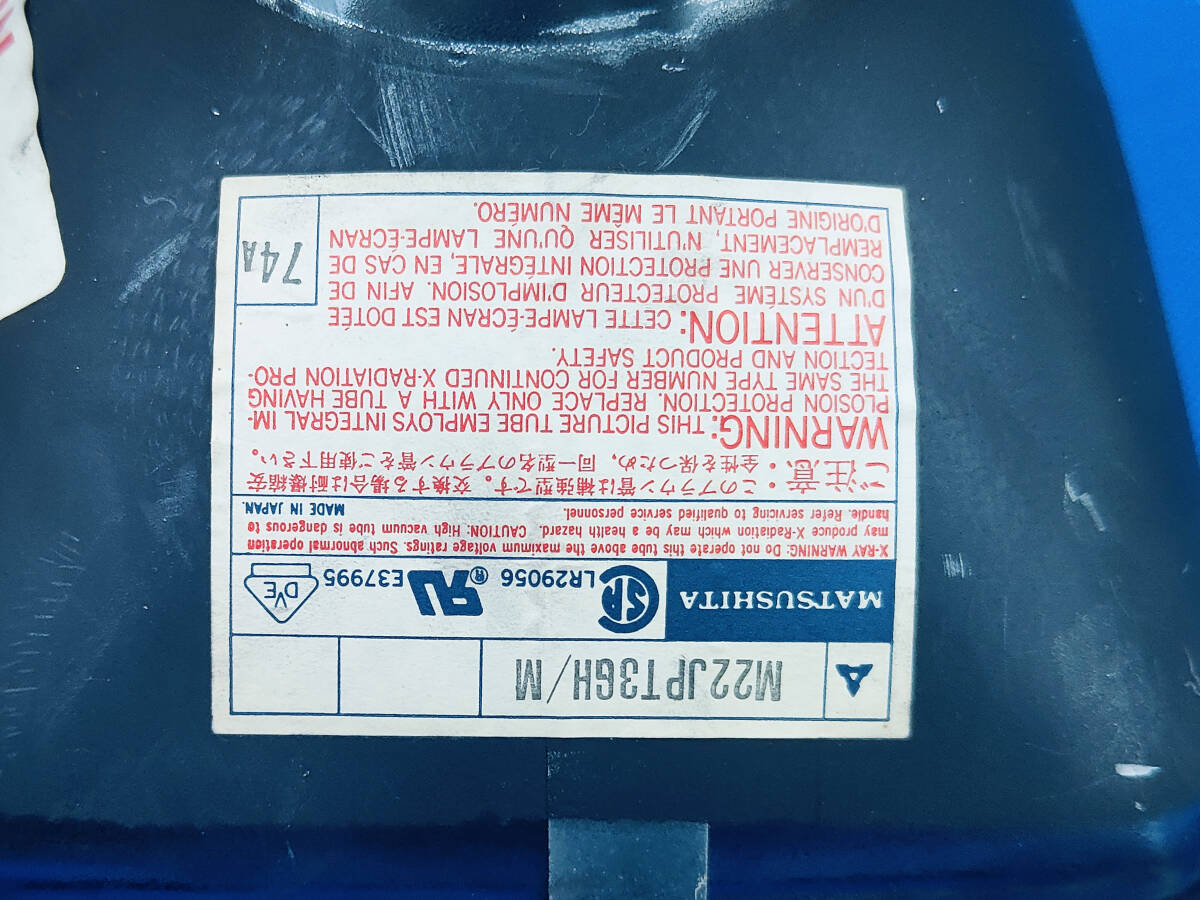 M22JPT36H/M
MATSUSHITA
LR29056
E37995
DVE
X-RAY WARNING: Do not operate this tube above the maximum voltage ratings. Such abnormal operation
may produce X-Radiation which may be a health hazard. CAUTION: High vacuum tube is dangerous to
handle. Refer servicing to qualified service personnel.
MADE IN JAPAN.
ご注意：このブラウン管は補強型です。交換する場合は耐爆縮安
全性を保つため、同一型名のブラウン管をご使用下さい。
WARNING: THIS PICTURE TUBE EMPLOYS INTEGRAL IM-
PLOSION PROTECTION. REPLACE ONLY WITH A TUBE HAVING
THE SAME TYPE NUMBER FOR CONTINUED X-RADIATION PRO-
TECTION AND PRODUCT SAFETY.
ATTENTION: CETTE LAMPE-ÉCRAN EST DOTÉE
D'UN SYSTÉME PROTECTEUR D'IMPLOSION. AFIN DE
CONSERVER UNE PROTECTION INTÉGRALE, EN CAS DE
REMPLACEMENT, N'UTILISER QU'UNE LAMPE-ÉCRAN
D'ORIGINE PORTANT LE MÊME NUMÉRO.
74A